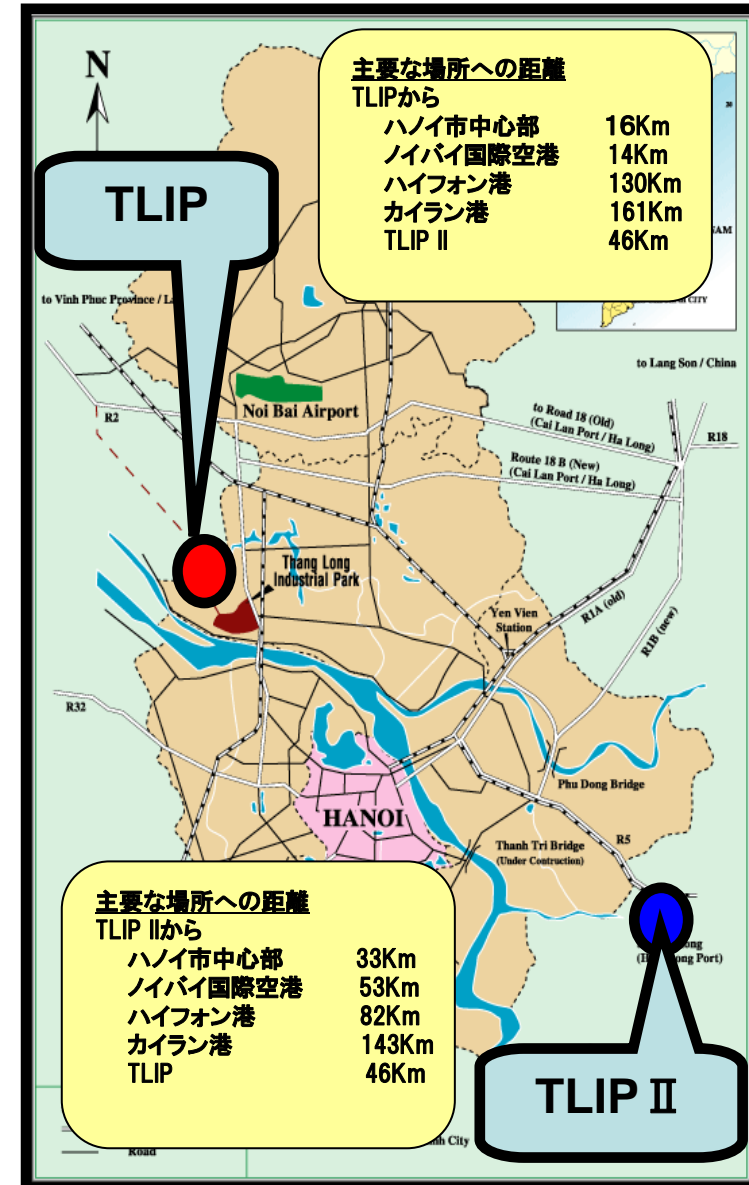 N
主要な場所への距離
TLIPから
ハノイ市中心部 16Km
ノイバイ国際空港 14Km
ハイフォン港 130Km
カイラン港 161Km
TLIP Ⅱ 46Km
TLIP
to Vinh Phuc Province /
CITY
to Lang Son / China
Noi Bai Airport
R2
to Road 18 (Old)
(Cai Lan Port / Ha Long)
R18
Route 18 B (New)
(Cai Lan Port / Ha Long)
Thang Long
Industrial Park
Yen Vien
Station
R1A (old)
R1B (new)
R32
Phu Dong Bridge
HANOI
Thanh Tri Bridge
(Under Contruction)
R5
Port)
主要な場所への距離
TLIP Ⅱから
ハノイ市中心部 33Km
ノイバイ国際空港 53Km
ハイフォン港 82Km
カイラン港 143Km
TLIP 46Km
TLIP Ⅱ
City
Road